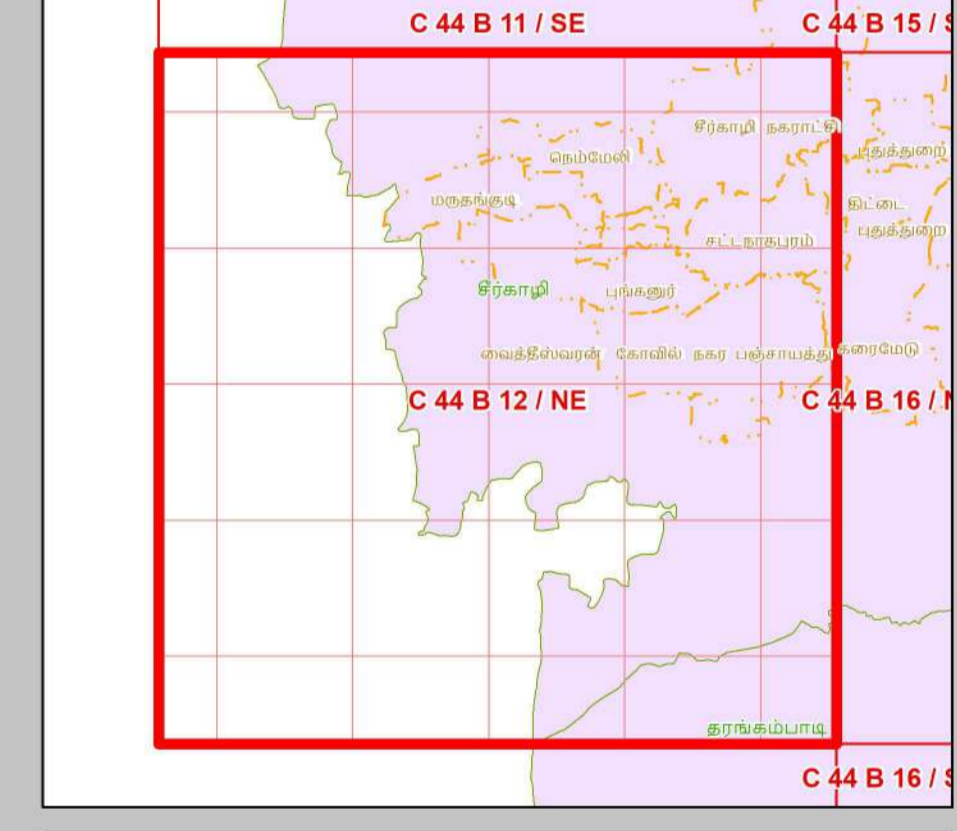 C 44 B 11 / SE
C 44 B 15 /
சீர்காழி நகராட்சி
நெம்மேலி
புதுத்துறை
மருதங்குடி
திட்டை
புதுத்துறை
சட்டநாதபுரம்
சீர்காழி
புங்கனுர்
வைத்தீஸ்வரன் கோவில் நகர பஞ்சாயத்து
கரைமேடு
C 44 B 12 / NE
C 44 B 16 /
தரங்கம்பாடி
C 44 B 16 /